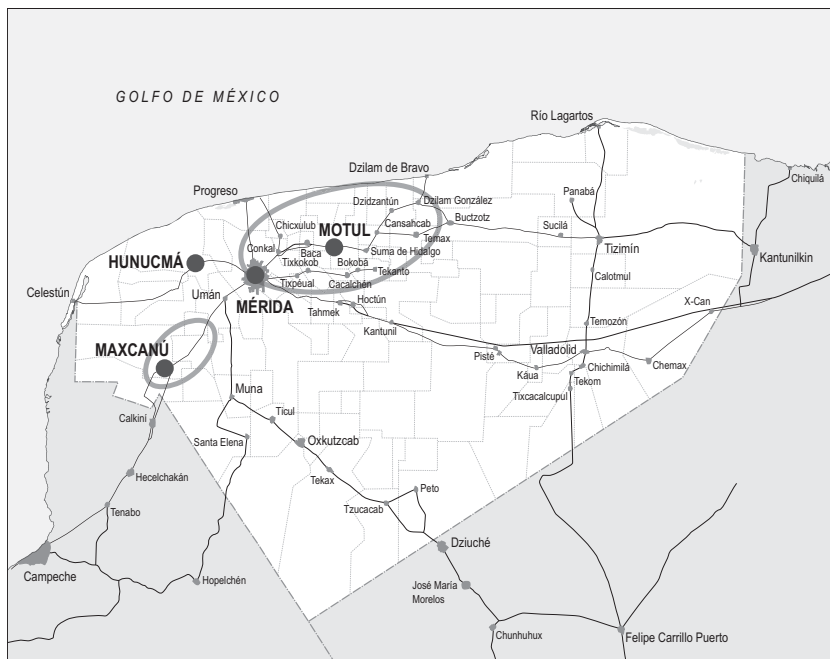 GOLFO DE MÉXICO
Río Lagartos
Dzilam de Bravo
Chiquilá
Progreso
Panabá
Dzidzantún
Dzilam González
Chicxulub
MOTUL
Cansahcab
Buctzotz
Sucilá
Temax
Tizimín
Conkal
Baca
Suma de Hidalgo
Kantunilkin
HUNUCMÁ
Tixkokob
Bokobá
Tekanto
Calotmul
Tixpéual
Cacalchén
Celestún
Umán
MÉRIDA
Hoctún
Tahmek
X-Can
Kantunil
Temozón
MAXCANÚ
Valladolid
Pisté
Káua
Chichimilá
Chemax
Tekom
Muna
Tixcacalcupul
Ticul
Calkiní
Santa Elena
Oxkutzcab
Hecelchakán
Tekax
Peto
Tzucacab
Tenabo
Dziuché
Campeche
Hopelchén
José María
Morelos
Chunhuhux
Felipe Carrillo Puerto